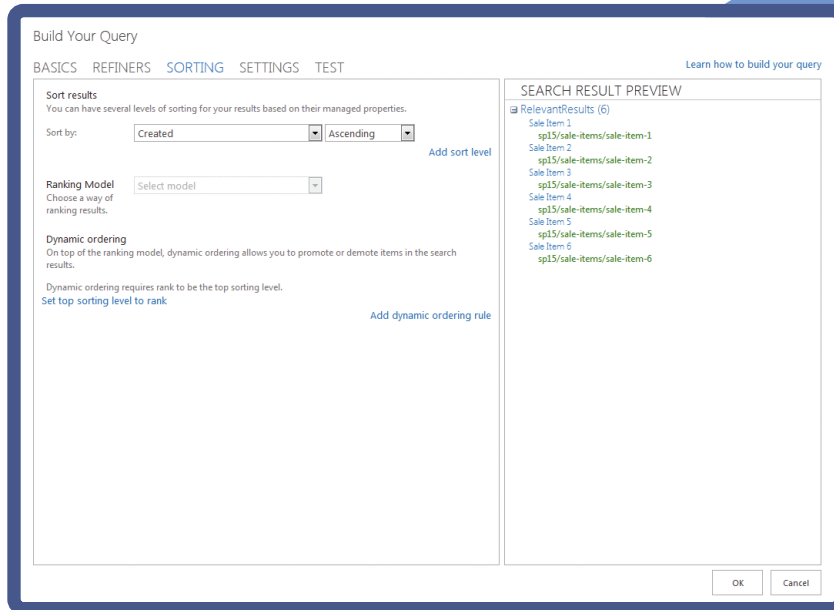 Build Your Query
BASICS REFINERS SORTING SETTINGS TEST
Learn how to build your query
Sort results
You can have several levels of sorting for your results based on their managed properties.
Sort by: Created Ascending
Add sort level
Ranking Model Select model
Choose a way of
ranking results.
Dynamic ordering
On top of the ranking model, dynamic ordering allows you to promote or demote items in the search
results.
Dynamic ordering requires rank to be the top sorting level.
Set top sorting level to rank
Add dynamic ordering rule
SEARCH RESULT PREVIEW
RelevantResults (6)
Sale Item 1
sp15/sale-items/sale-item-1
Sale Item 2
sp15/sale-items/sale-item-2
Sale Item 3
sp15/sale-items/sale-item-3
Sale Item 4
sp15/sale-items/sale-item-4
Sale Item 5
sp15/sale-items/sale-item-5
Sale Item 6
sp15/sale-items/sale-item-6
OK Cancel